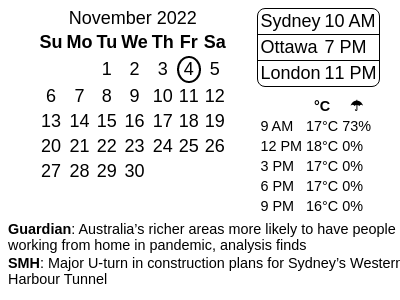 November 2022
Su Mo Tu We Th Fr Sa
1 2 3 4 5
6 7 8 9 10 11 12
13 14 15 16 17 18 19
20 21 22 23 24 25 26
27 28 29 30
Sydney 10 AM
Ottawa 7 PM
London 11 PM
°C ☂
9 AM 17°C 73%
12 PM 18°C 0%
3 PM 17°C 0%
6 PM 17°C 0%
9 PM 16°C 0%
Guardian: Australia’s richer areas more likely to have people
working from home in pandemic, analysis finds
SMH: Major U-turn in construction plans for Sydney’s Western
Harbour Tunnel